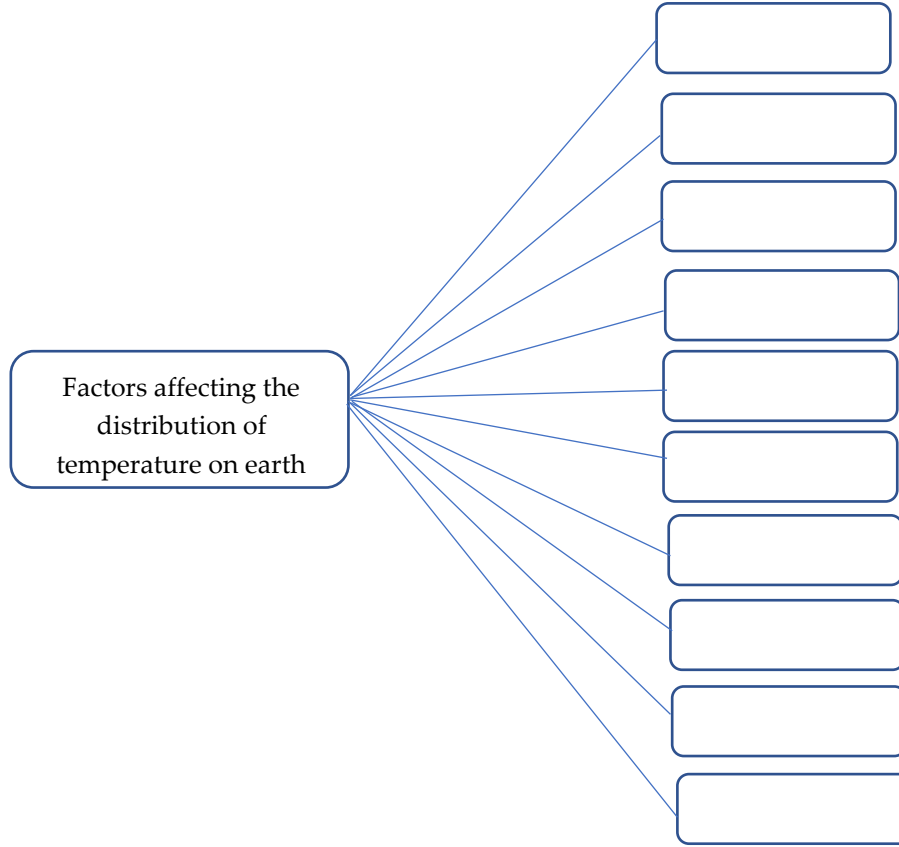 Factors affecting the
distribution of
temperature on earth